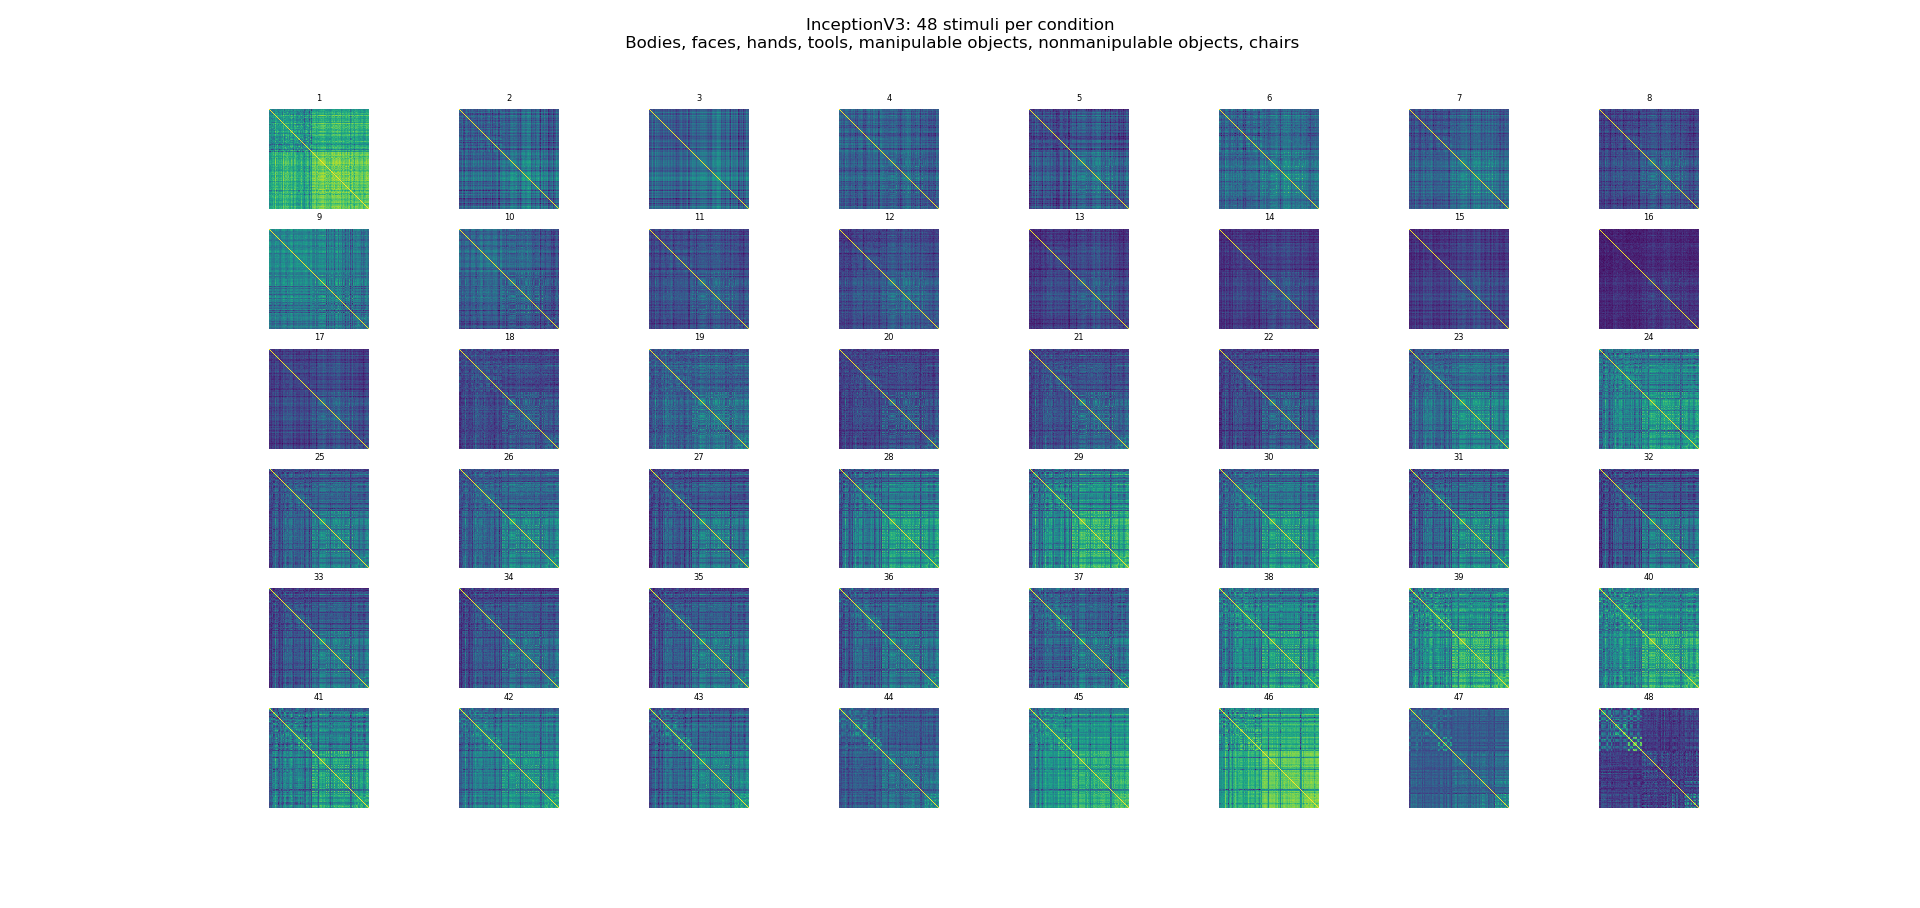 InceptionV3: 48 stimuli per condition
Bodies, faces, hands, tools, manipulable objects, nonmanipulable objects, chairs
1 2 3 4 5 6 7 8
9 10 11 12 13 14 15 16
17 18 19 20 21 22 23 24
25 26 27 28 29 30 31 32
33 34 35 36 37 38 39 40
41 42 43 44 45 46 47 48